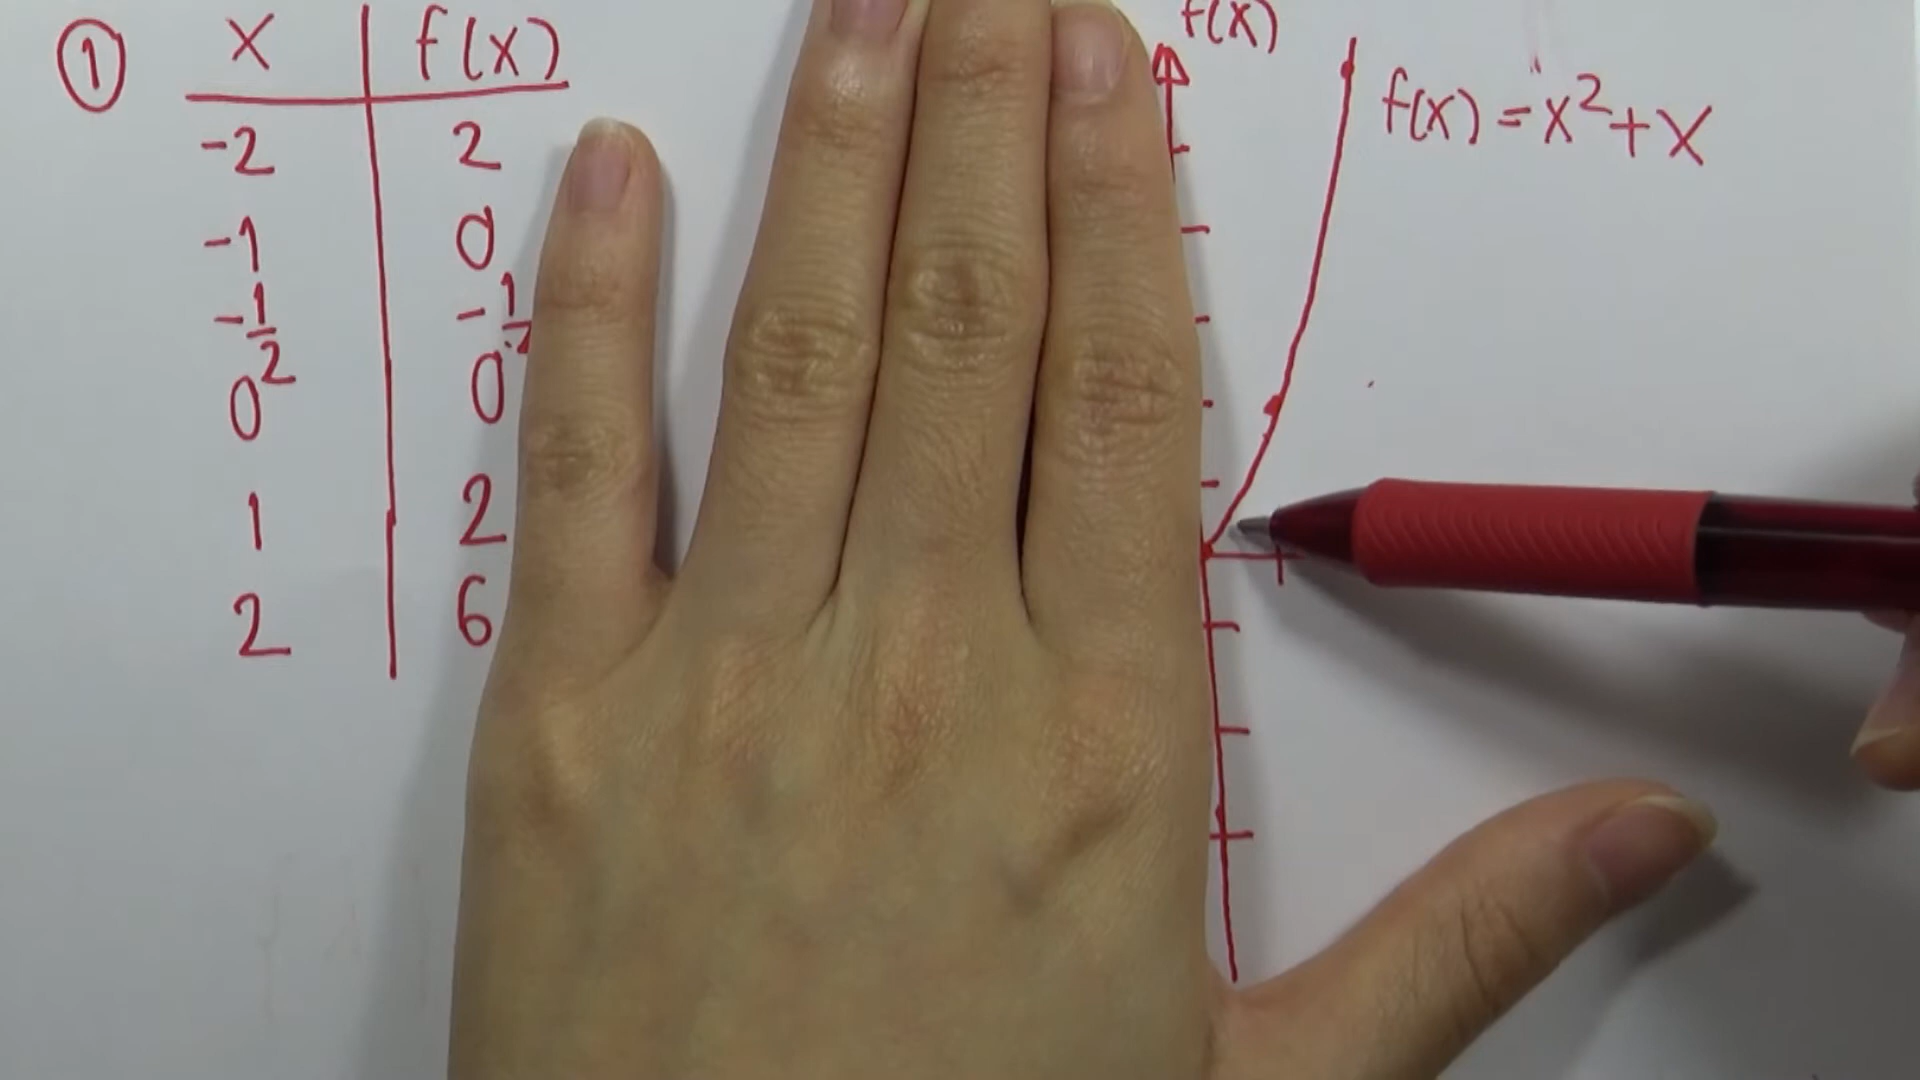 ① x f(x)
-2 2
-1 0
-1/2 -1/
0 0
1 2
2 6
f(x)
f(x) = x² + x